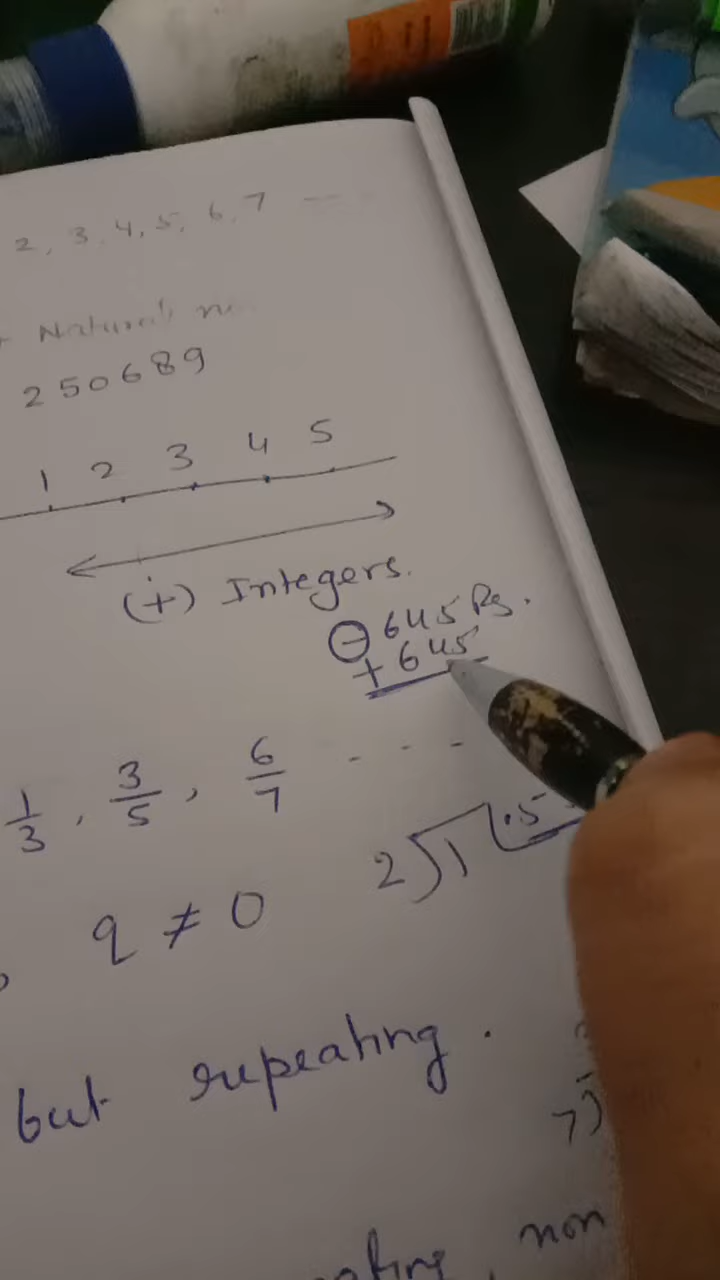 2, 3, 4, 5, 6, 7 —
Natural
250689
1 2 3 4 5
(+) Integers.
⊖ 645 Rs.
+ 645
1/3, 3/5, 6/7 - - -
2)1(.5
q ≠ 0
but repeating.
7)
non